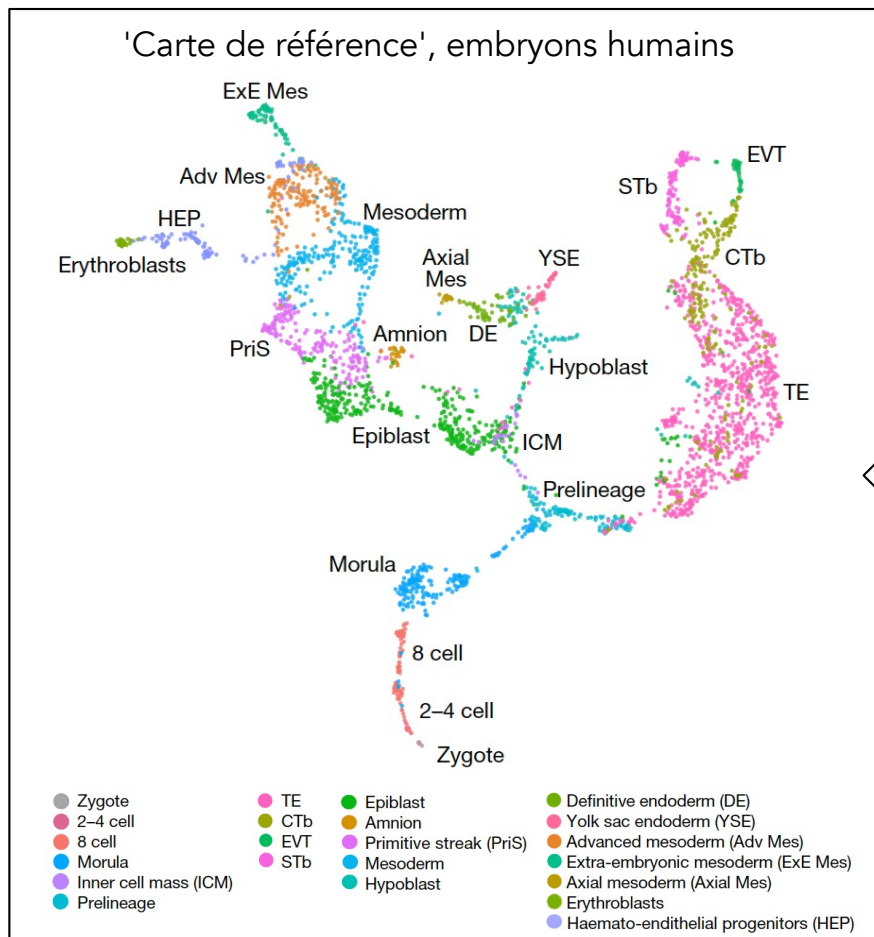 'Carte de référence', embryons humains
ExE Mes
EVT
STb
Adv Mes
HEP
Mesoderm
Axial
Mes
YSE
CTb
Erythroblasts
DE
PriS
Amnion
Hypoblast
TE
Epiblast
ICM
Prelineage
Morula
8 cell
2–4 cell
Zygote
Zygote
2–4 cell
8 cell
Morula
Inner cell mass (ICM)
Prelineage
TE
CTb
EVT
STb
Epiblast
Amnion
Primitive streak (PriS)
Mesoderm
Hypoblast
Definitive endoderm (DE)
Yolk sac endoderm (YSE)
Advanced mesoderm (Adv Mes)
Extra-embryonic mesoderm (ExE Mes)
Axial mesoderm (Axial Mes)
Erythroblasts
Haemato-endithelial progenitors (HEP)